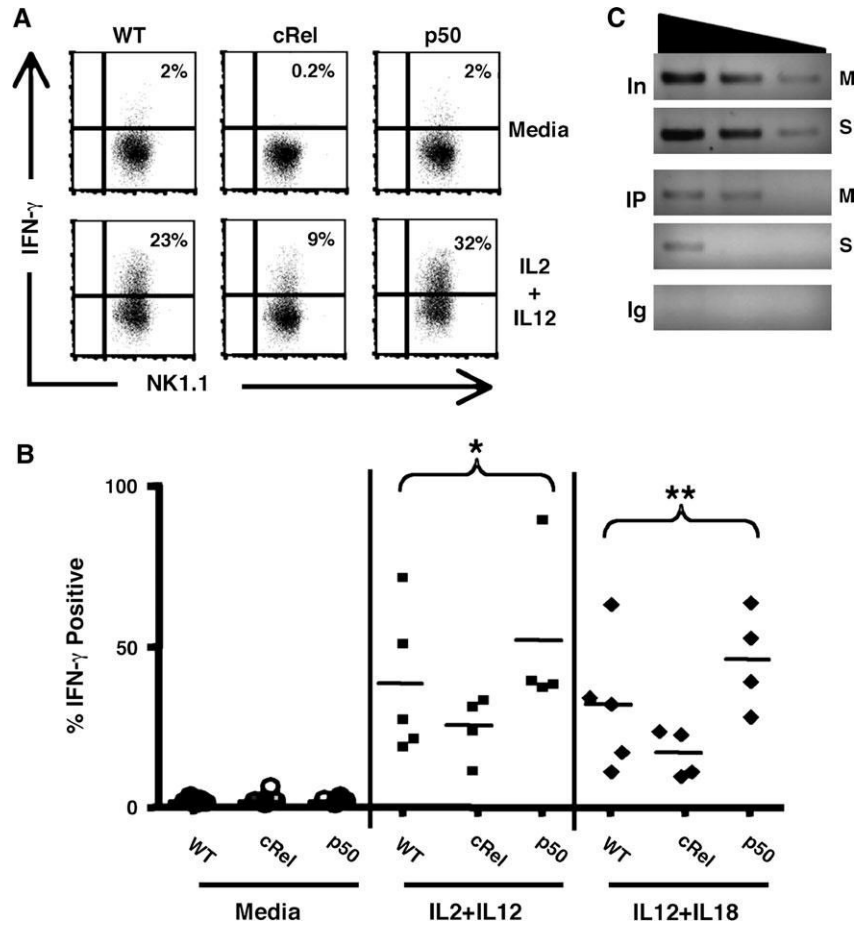 A
WT cRel p50
2% 0.2% 2%
Media
23% 9% 32%
IL2
+
IL12
IFN-γ
NK1.1
C
In M
S
IP M
S
Ig
B
* **
100
50
0
% IFN-γ Positive
WT cRel p50 WT cRel p50 WT cRel p50
Media IL2+IL12 IL12+IL18